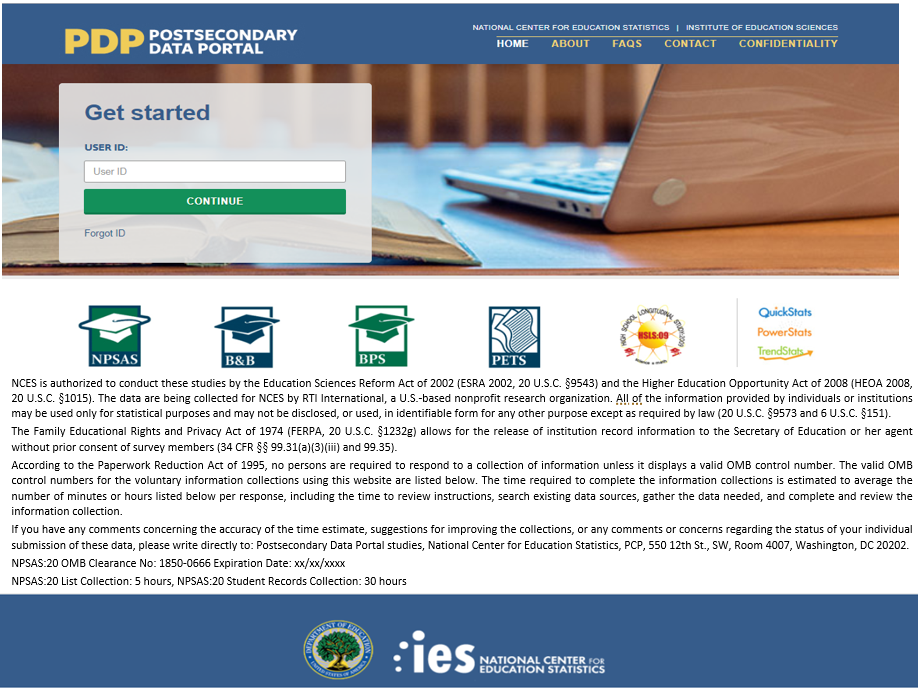 PDP POSTSECONDARY
DATA PORTAL
NATIONAL CENTER FOR EDUCATION STATISTICS | INSTITUTE OF EDUCATION SCIENCES
HOME ABOUT FAQS CONTACT CONFIDENTIALITY
Get started
USER ID:
User ID
CONTINUE
Forgot ID
NPSAS
B&B
BPS
PETS
HIGH SCHOOL LONGITUDINAL STUDY
HSLS:09
QuickStats
PowerStats
TrendStats
NCES is authorized to conduct these studies by the Education Sciences Reform Act of 2002 (ESRA 2002, 20 U.S.C. §9543) and the Higher Education Opportunity Act of 2008 (HEOA 2008,
20 U.S.C. §1015). The data are being collected for NCES by RTI International, a U.S.-based nonprofit research organization. All of the information provided by individuals or institutions
may be used only for statistical purposes and may not be disclosed, or used, in identifiable form for any other purpose except as required by law (20 U.S.C. §9573 and 6 U.S.C. §151).
The Family Educational Rights and Privacy Act of 1974 (FERPA, 20 U.S.C. §1232g) allows for the release of institution record information to the Secretary of Education or her agent
without prior consent of survey members (34 CFR §§ 99.31(a)(3)(iii) and 99.35).
According to the Paperwork Reduction Act of 1995, no persons are required to respond to a collection of information unless it displays a valid OMB control number. The valid OMB
control numbers for the voluntary information collections using this website are listed below. The time required to complete the information collections is estimated to average the
number of minutes or hours listed below per response, including the time to review instructions, search existing data sources, gather the data needed, and complete and review the
information collection.
If you have any comments concerning the accuracy of the time estimate, suggestions for improving the collections, or any comments or concerns regarding the status of your individual
submission of these data, please write directly to: Postsecondary Data Portal studies, National Center for Education Statistics, PCP, 550 12th St., SW, Room 4007, Washington, DC 20202.
NPSAS:20 OMB Clearance No: 1850-0666 Expiration Date: xx/xx/xxxx
NPSAS:20 List Collection: 5 hours, NPSAS:20 Student Records Collection: 30 hours
DEPARTMENT OF EDUCATION
UNITED STATES OF AMERICA
ies NATIONAL CENTER FOR
EDUCATION STATISTICS